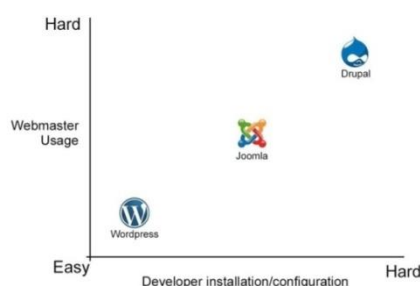 Hard
Drupal
Webmaster
Usage
Joomla
W
Wordpress
Easy
Hard
Developer installation/configuration